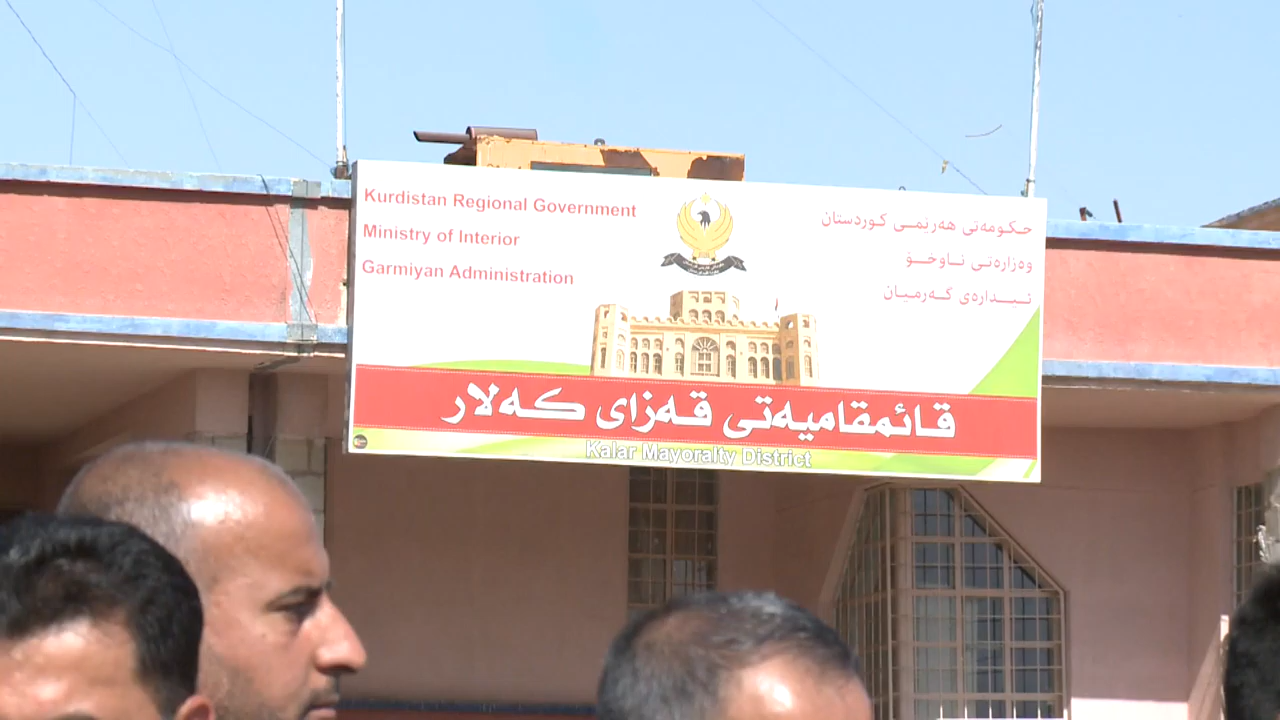 Kurdistan Regional Government
Ministry of Interior
Garmiyan Administration
حکومەتی هەرێمی کوردستان
وەزارەتی ناوخۆ
ئیدارەی گەرمیان
قائمقامیەتی قەزای کەلار
Kalar Mayoralty District